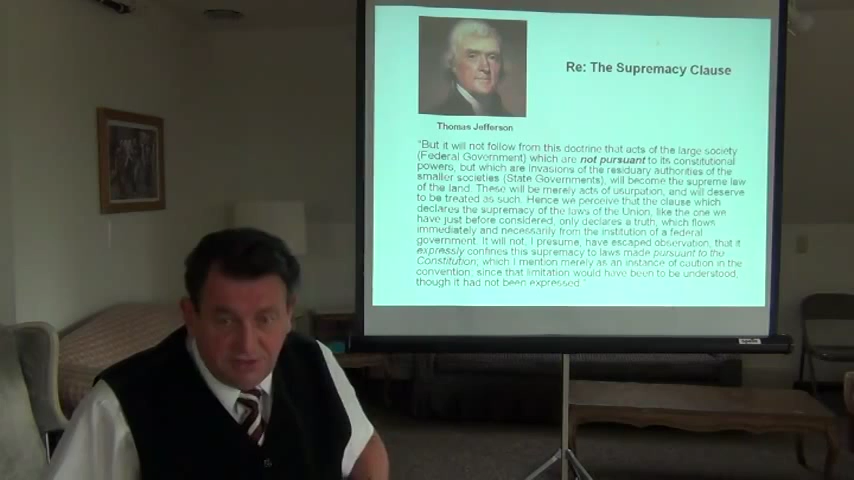 Re: The Supremacy Clause
Thomas Jefferson
"But it will not follow from this doctrine that acts of the large society
(Federal Government) which are not pursuant to its constitutional
powers, but which are invasions of the residuary authorities of the
smaller societies (State Governments), will become the supreme law
of the land. These will be merely acts of usurpation, and will deserve
to be treated as such. Hence we perceive that the clause which
declares the supremacy of the laws of the Union, like the one we
have just before considered, only declares a truth, which flows
immediately and necessarily from the institution of a federal
government. It will not, I presume, have escaped observation, that it
expressly confines this supremacy to laws made pursuant to the
Constitution; which I mention merely as an instance of caution in the
convention; since that limitation would have been to be understood,
though it had not been expressed."